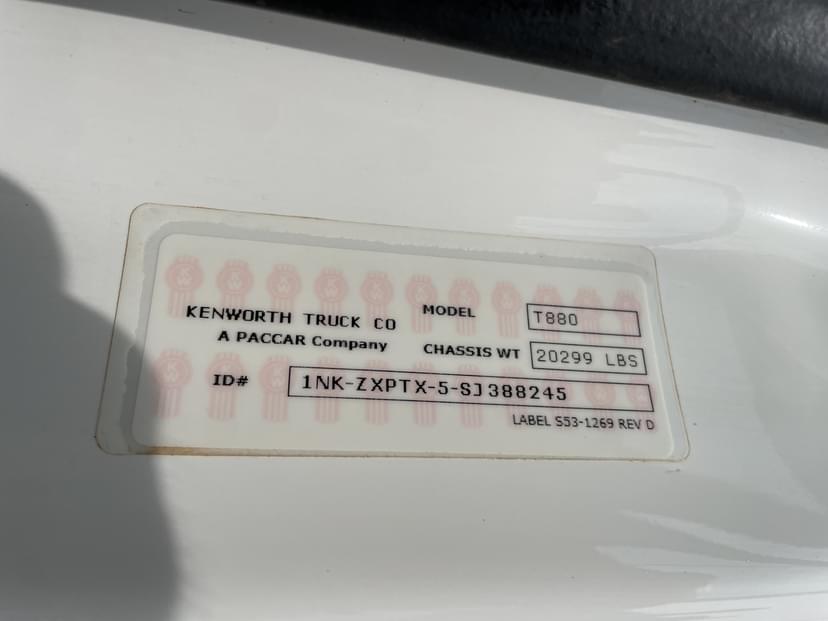 KENWORTH TRUCK CO
A PACCAR Company
MODEL T880
CHASSIS WT 20299 LBS
ID# 1NK-ZXPTX-5-SJ388245
LABEL S53-1269 REV D